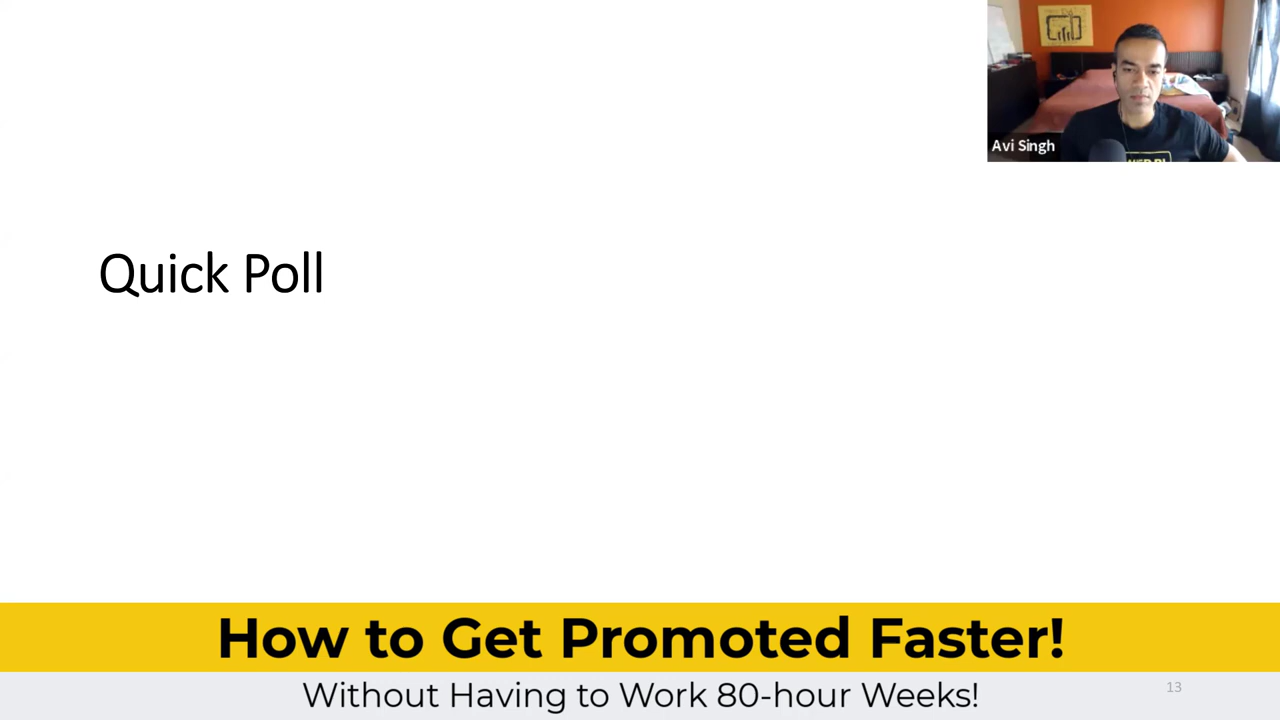 Avi Singh
Quick Poll
How to Get Promoted Faster!
Without Having to Work 80-hour Weeks!
13